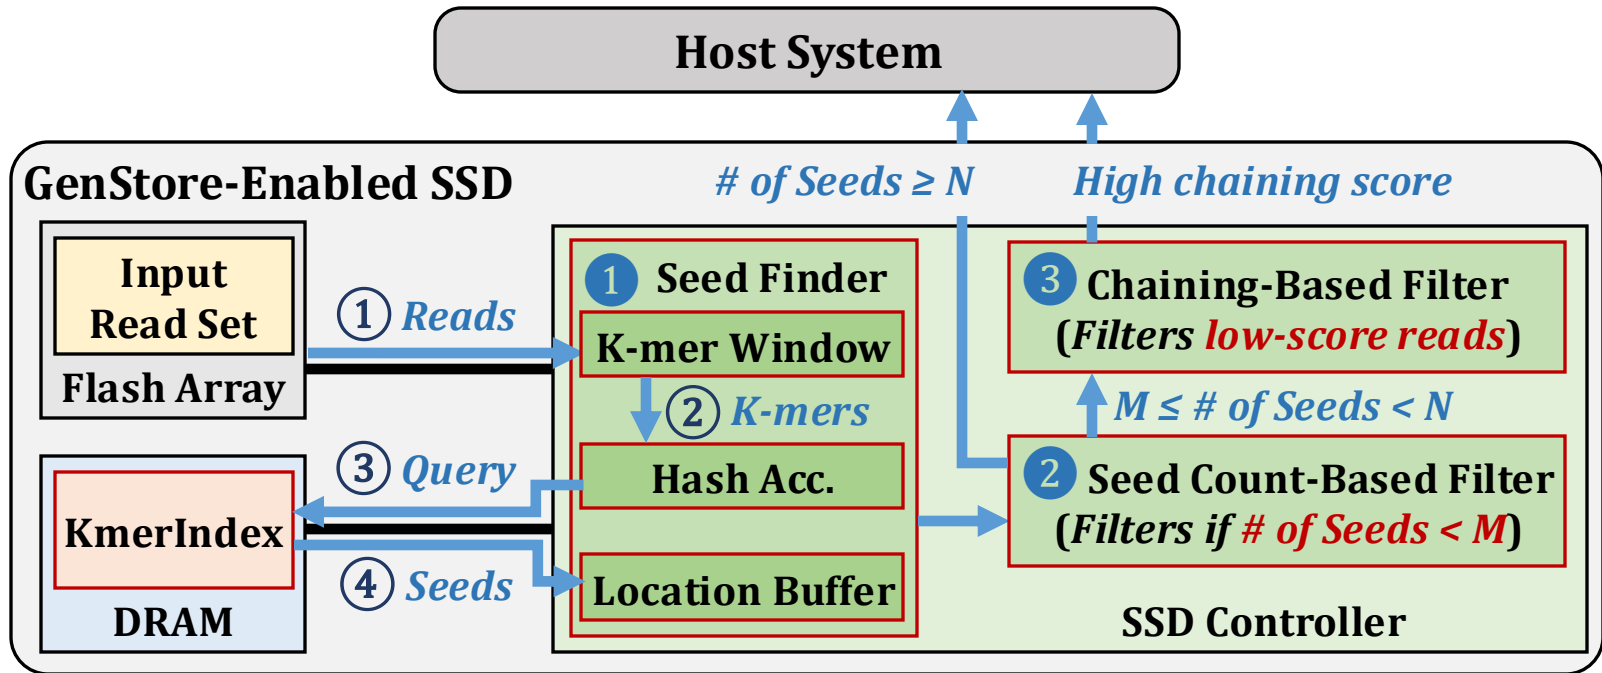 Host System
GenStore-Enabled SSD
# of Seeds ≥ N
High chaining score
Input
Read Set
Flash Array
① Reads
1 Seed Finder
K-mer Window
② K-mers
Hash Acc.
③ Query
KmerIndex
④ Seeds
Location Buffer
DRAM
3 Chaining-Based Filter
(Filters low-score reads)
M ≤ # of Seeds < N
2 Seed Count-Based Filter
(Filters if # of Seeds < M)
SSD Controller